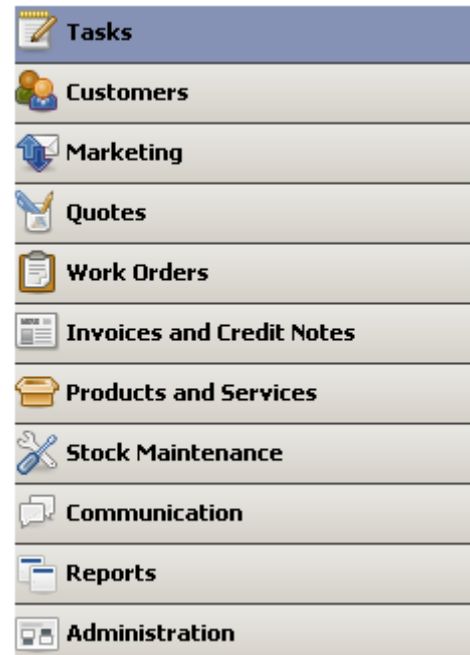 Tasks
Customers
Marketing
Quotes
Work Orders
Invoices and Credit Notes
Products and Services
Stock Maintenance
Communication
Reports
Administration